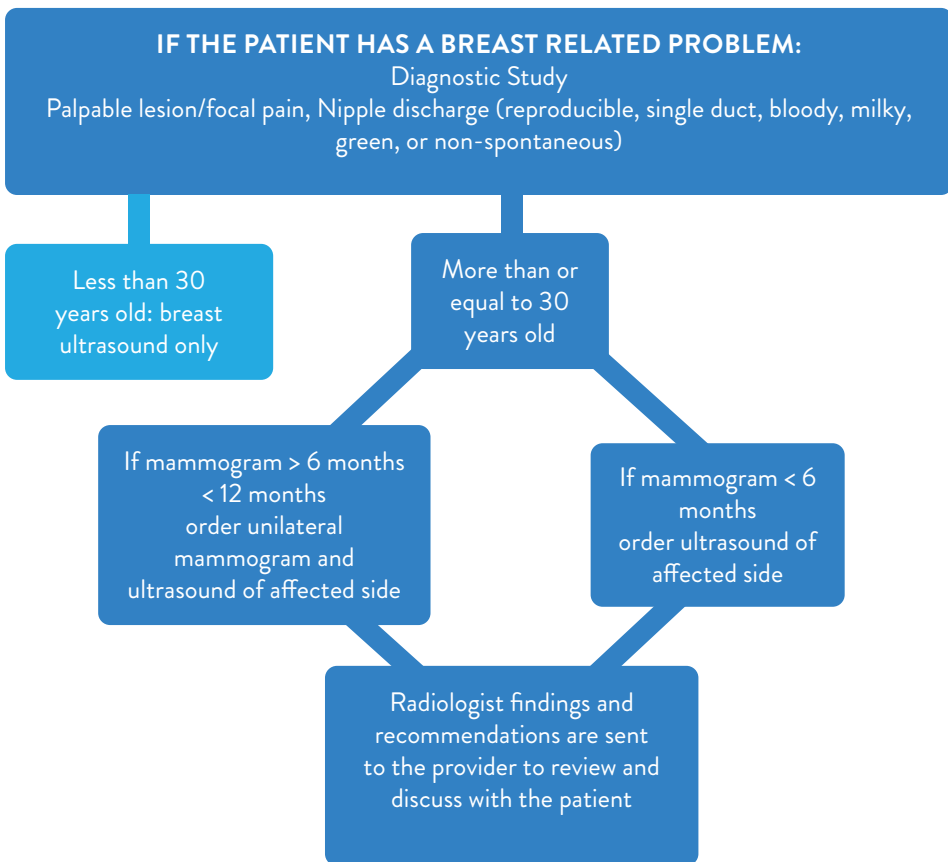 IF THE PATIENT HAS A BREAST RELATED PROBLEM:
Diagnostic Study
Palpable lesion/focal pain, Nipple discharge (reproducible, single duct, bloody, milky,
green, or non-spontaneous)
Less than 30
years old: breast
ultrasound only
More than or
equal to 30
years old
If mammogram > 6 months
< 12 months
order unilateral
mammogram and
ultrasound of affected side
If mammogram < 6
months
order ultrasound of
affected side
Radiologist findings and
recommendations are sent
to the provider to review and
discuss with the patient